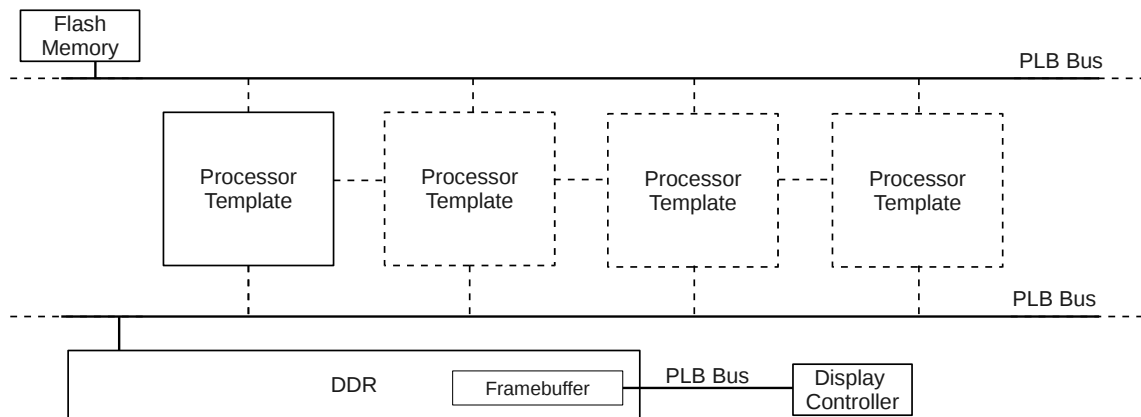 Flash
Memory
PLB Bus
Processor
Template
Processor
Template
Processor
Template
Processor
Template
PLB Bus
DDR
Framebuffer
PLB Bus
Display
Controller